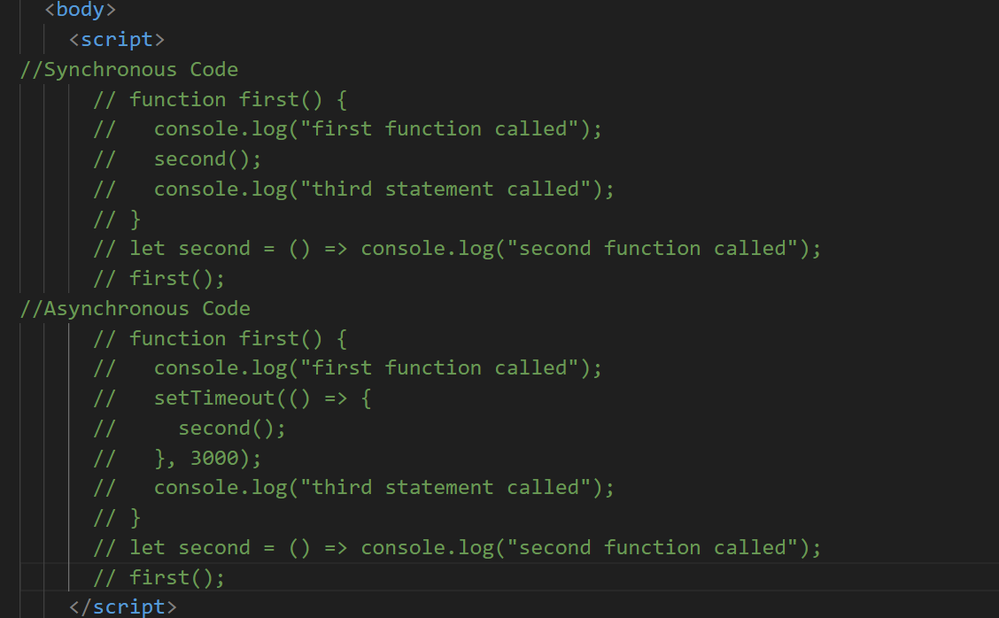 <body>
<script>
//Synchronous Code
// function first() {
//   console.log("first function called");
//   second();
//   console.log("third statement called");
// }
// let second = () => console.log("second function called");
// first();
//Asynchronous Code
// function first() {
//   console.log("first function called");
//   setTimeout(() => {
//     second();
//   }, 3000);
//   console.log("third statement called");
// }
// let second = () => console.log("second function called");
// first();
</script>